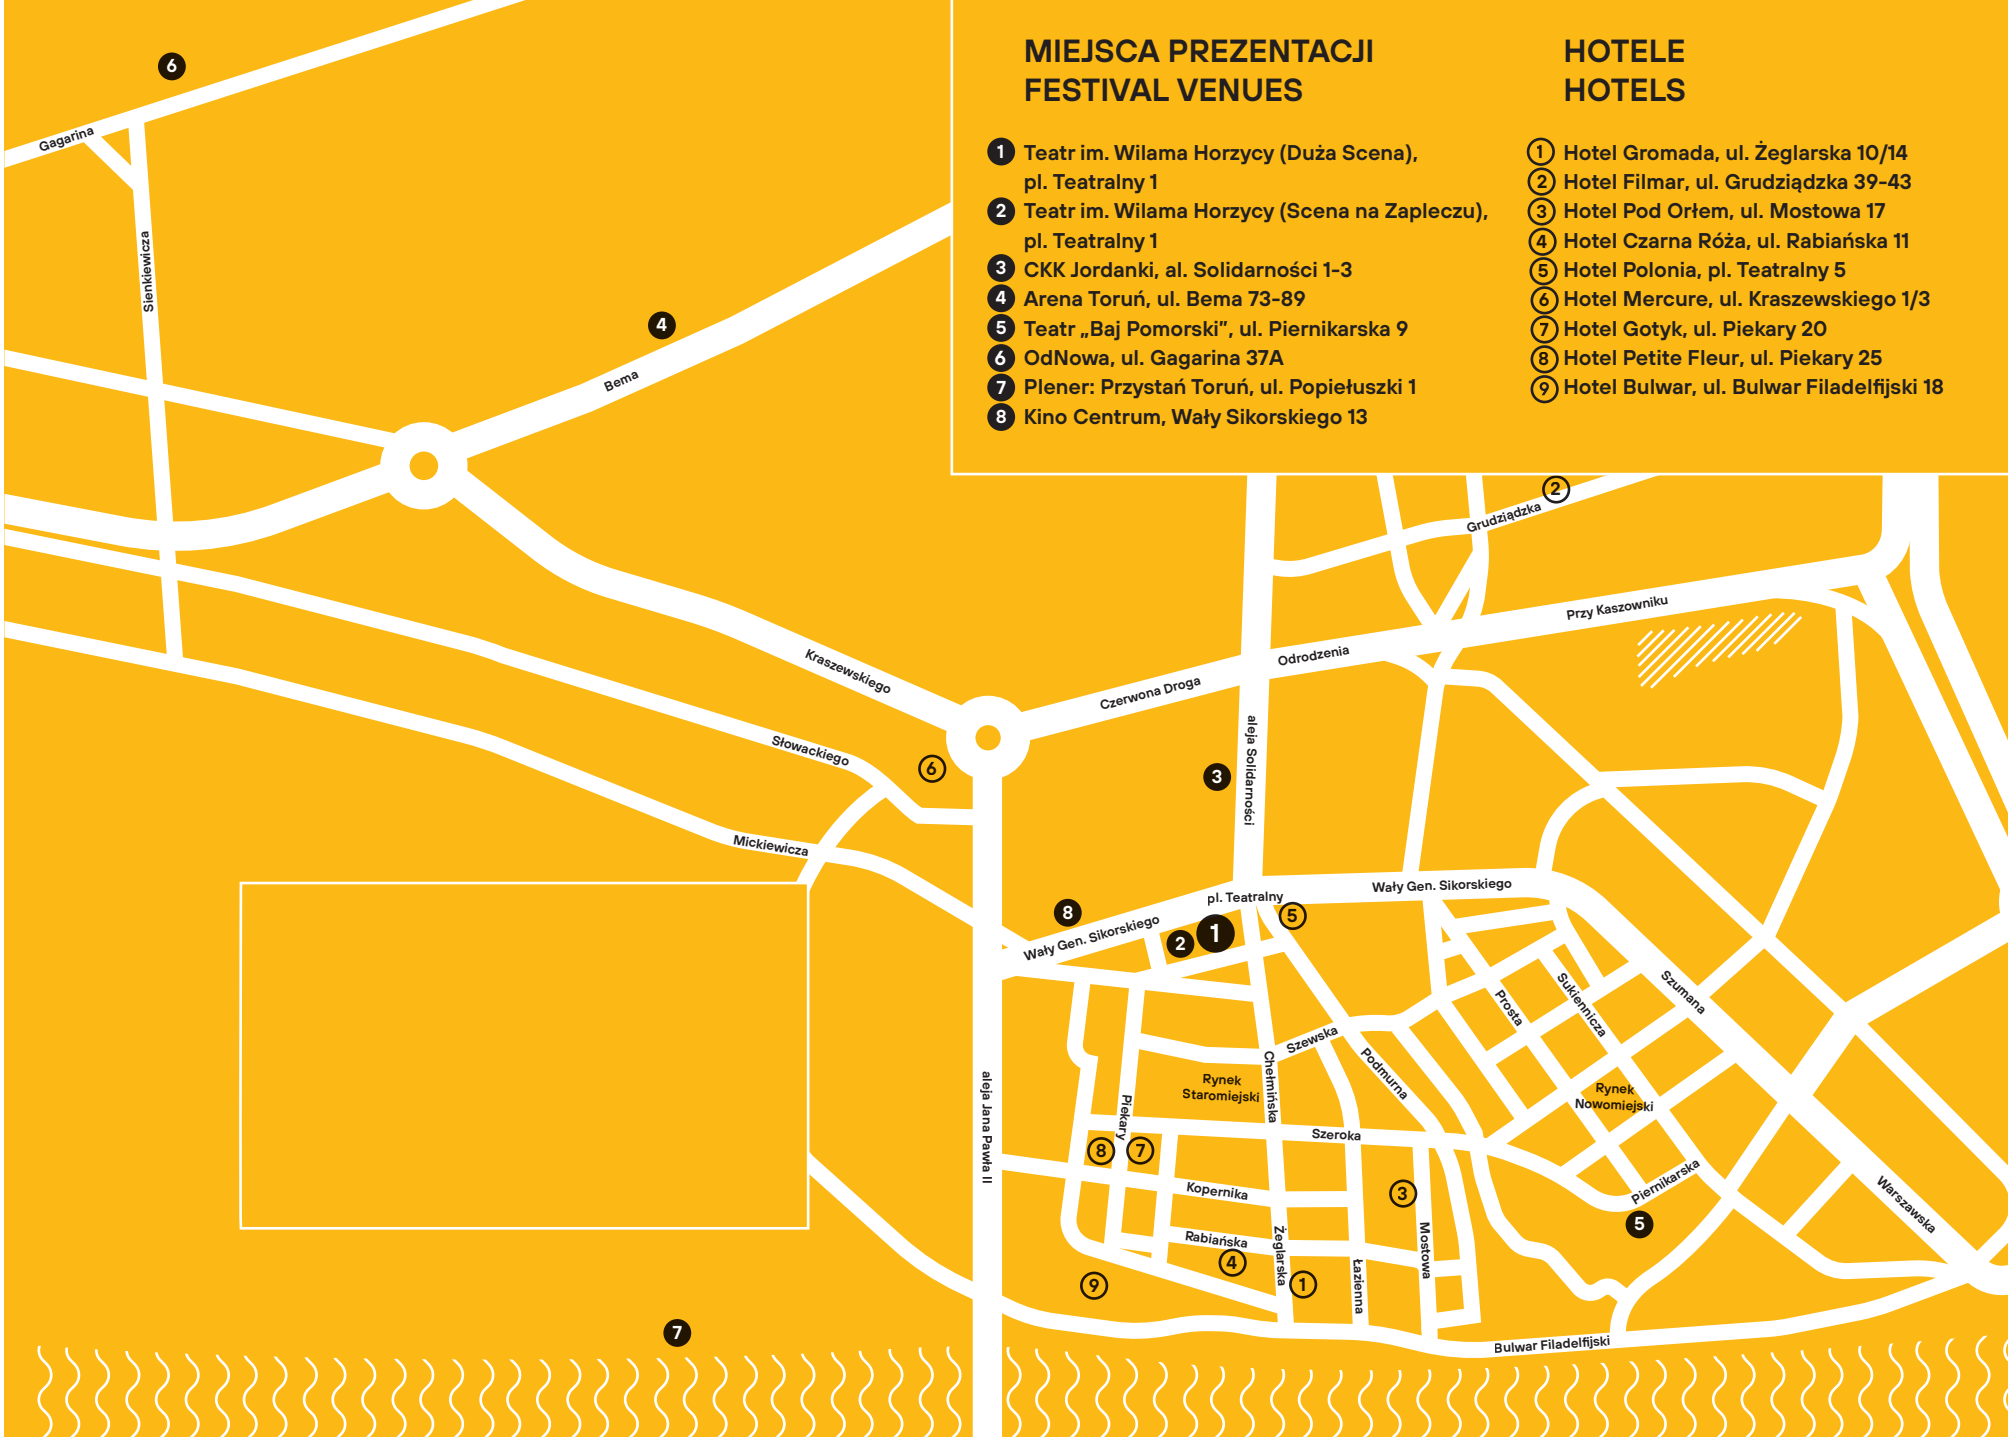 MIEJSCA PREZENTACJI
FESTIVAL VENUES
1 Teatr im. Wilama Horzycy (Duża Scena),
pl. Teatralny 1
2 Teatr im. Wilama Horzycy (Scena na Zapleczu),
pl. Teatralny 1
3 CKK Jordanki, al. Solidarności 1-3
4 Arena Toruń, ul. Bema 73-89
5 Teatr „Baj Pomorski”, ul. Piernikarska 9
6 OdNowa, ul. Gagarina 37A
7 Plener: Przystań Toruń, ul. Popiełuszki 1
8 Kino Centrum, Wały Sikorskiego 13
HOTELE
HOTELS
1 Hotel Gromada, ul. Żeglarska 10/14
2 Hotel Filmar, ul. Grudziądzka 39-43
3 Hotel Pod Orłem, ul. Mostowa 17
4 Hotel Czarna Róża, ul. Rabiańska 11
5 Hotel Polonia, pl. Teatralny 5
6 Hotel Mercure, ul. Kraszewskiego 1/3
7 Hotel Gotyk, ul. Piekary 20
8 Hotel Petite Fleur, ul. Piekary 25
9 Hotel Bulwar, ul. Bulwar Filadelfijski 18
6
Gagarina
Sienkiewicza
4
Bema
2
Grudziądzka
Przy Kaszowniku
Odrodzenia
Czerwona Droga
Kraszewskiego
Słowackiego
6
3
aleja Solidarności
Mickiewicza
Wały Gen. Sikorskiego
pl. Teatralny
8
5
1
2
Wały Gen. Sikorskiego
Szumana
Sukiennicza
Prosta
Szewska
Podmurna
Chełmińska
Rynek
Staromiejski
Rynek
Nowomiejski
aleja Jana Pawła II
Piekary
Szeroka
8
7
Kopernika
3
Piernikarska
5
Warszawska
Rabiańska
4
Żeglarska
1
Łazienna
Mostowa
9
7
Bulwar Filadelfijski